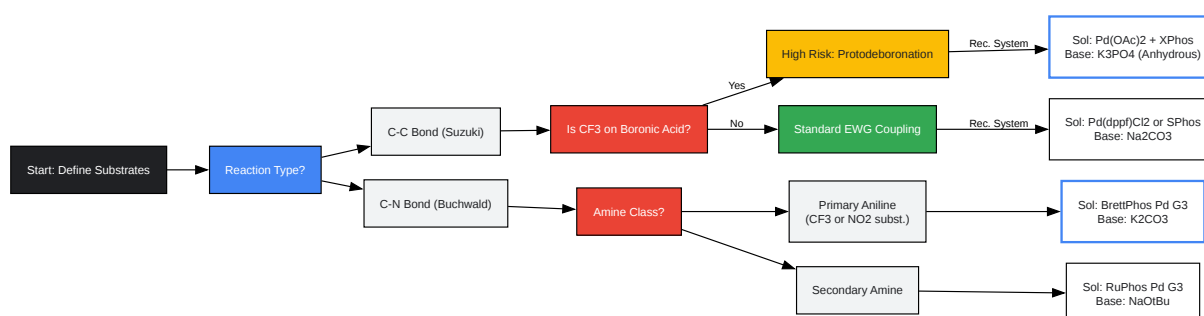 Start: Define Substrates
Reaction Type?
C-C Bond (Suzuki)
C-N Bond (Buchwald)
Is CF3 on Boronic Acid?
Amine Class?
Yes
No
High Risk: Protodeboronation
Standard EWG Coupling
Primary Aniline
(CF3 or NO2 subst.)
Secondary Amine
Rec. System
Rec. System
Sol: Pd(OAc)2 + XPhos
Base: K3PO4 (Anhydrous)
Sol: Pd(dppf)Cl2 or SPhos
Base: Na2CO3
Sol: BrettPhos Pd G3
Base: K2CO3
Sol: RuPhos Pd G3
Base: NaOtBu